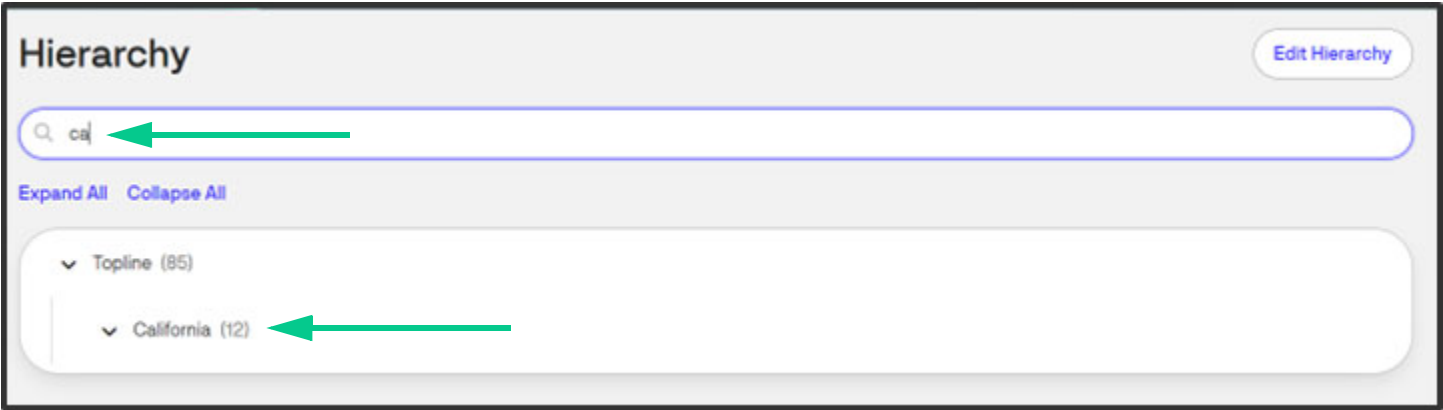 Hierarchy
Edit Hierarchy
ca
Expand All Collapse All
Topline (85)
California (12)